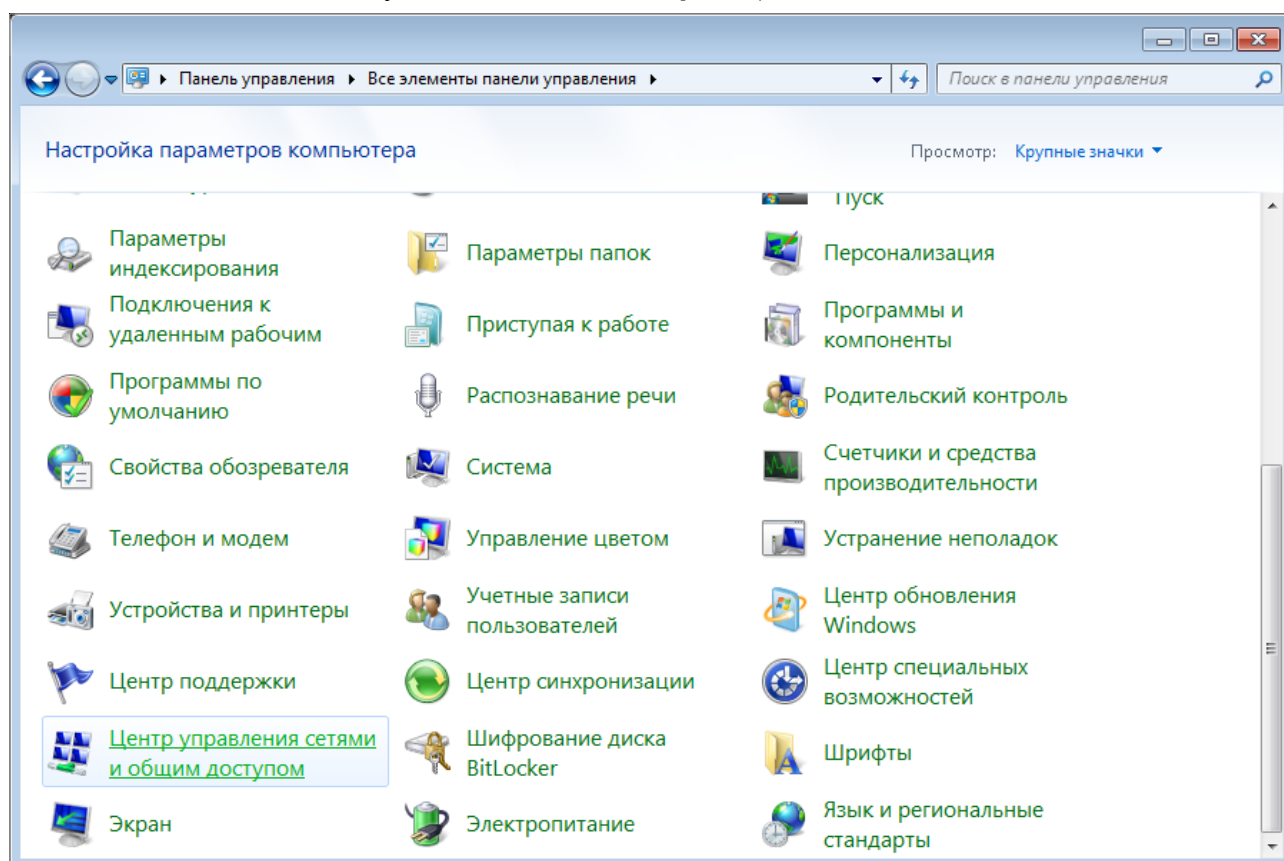 Панель управления ▸ Все элементы панели управления ▸
Поиск в панели управления
Настройка параметров компьютера
Просмотр: Крупные значки
Пуск
Параметры
индексирования
Параметры папок
Персонализация
Подключения к
удаленным рабочим
Приступая к работе
Программы и
компоненты
Программы по
умолчанию
Распознавание речи
Родительский контроль
Свойства обозревателя
Система
Счетчики и средства
производительности
Телефон и модем
Управление цветом
Устранение неполадок
Устройства и принтеры
Учетные записи
пользователей
Центр обновления
Windows
Центр поддержки
Центр синхронизации
Центр специальных
возможностей
Центр управления сетями
и общим доступом
Шифрование диска
BitLocker
Шрифты
Экран
Электропитание
Язык и региональные
стандарты